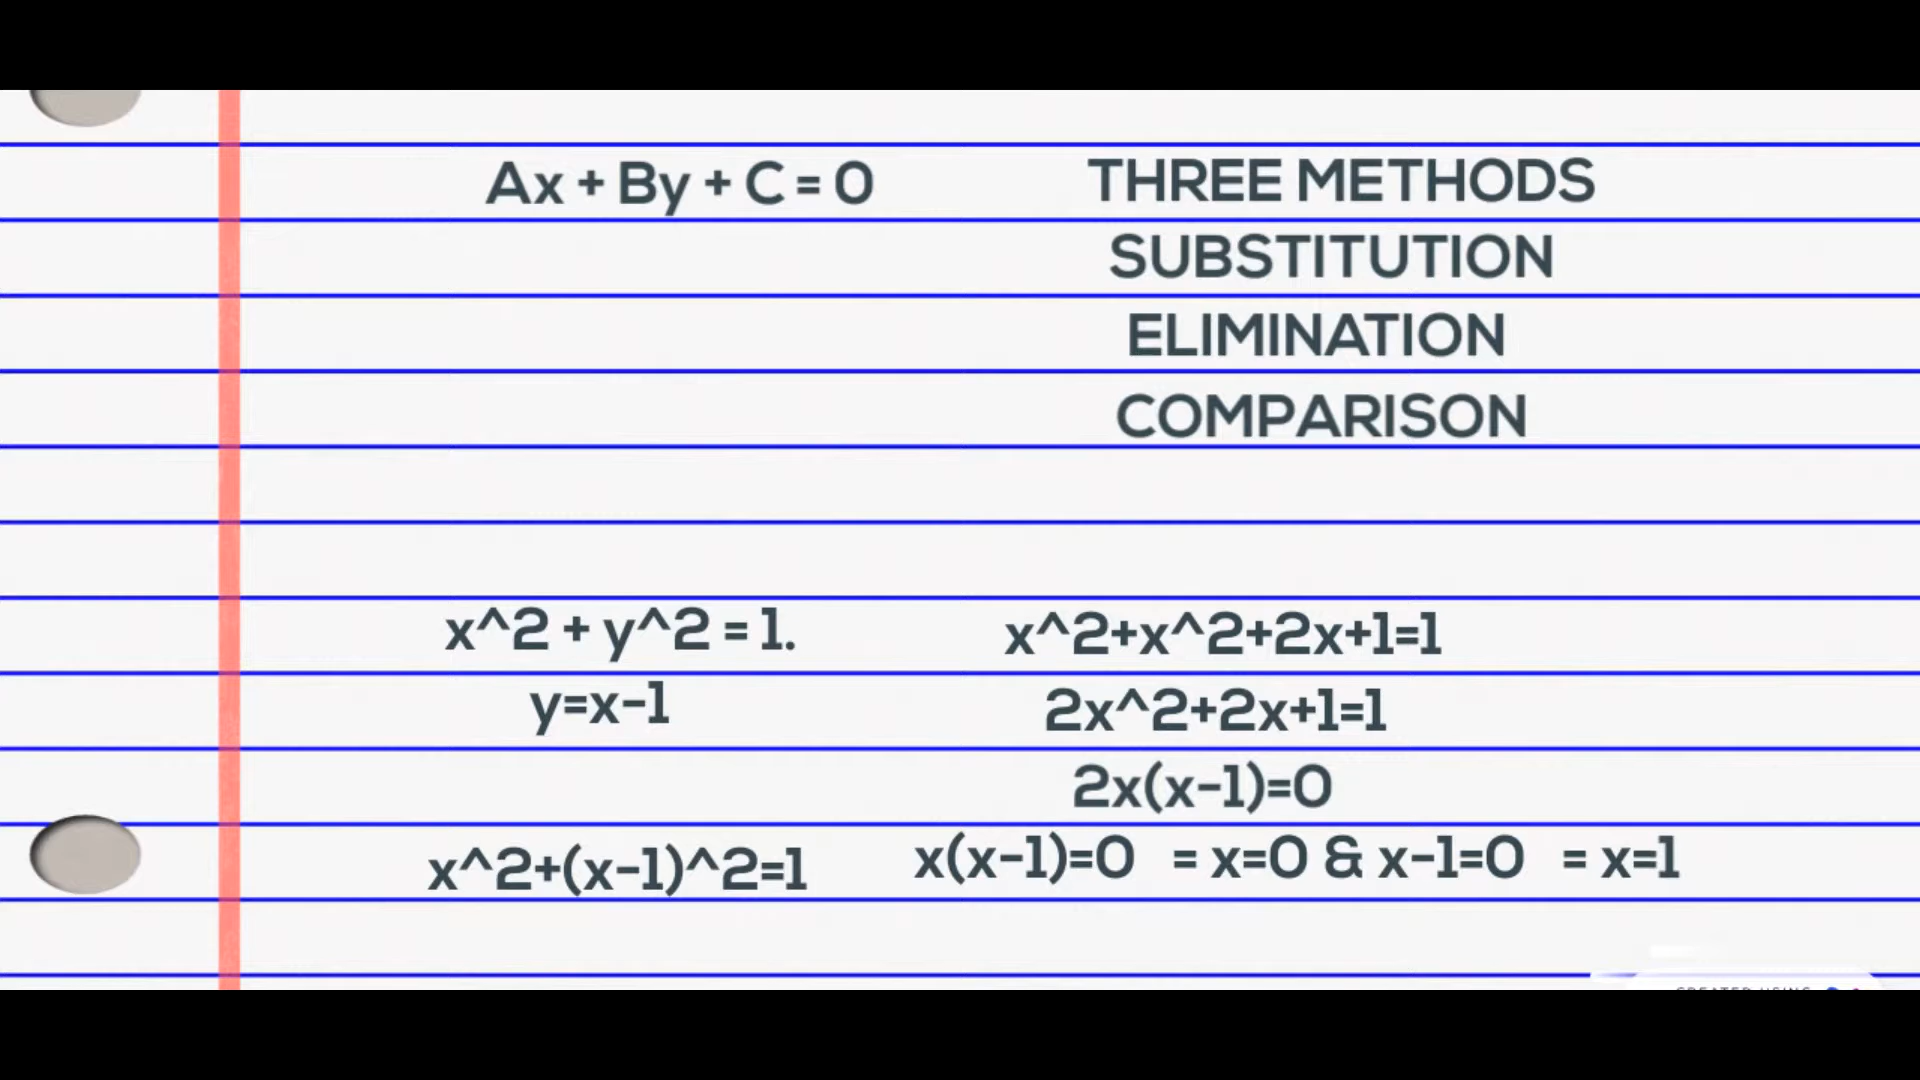 Ax + By + C = 0
THREE METHODS
SUBSTITUTION
ELIMINATION
COMPARISON
x^2 + y^2 = 1.
y=x-1
x^2+(x-1)^2=1
x^2+x^2+2x+1=1
2x^2+2x+1=1
2x(x-1)=0
x(x-1)=0 = x=0 & x-1=0 = x=1